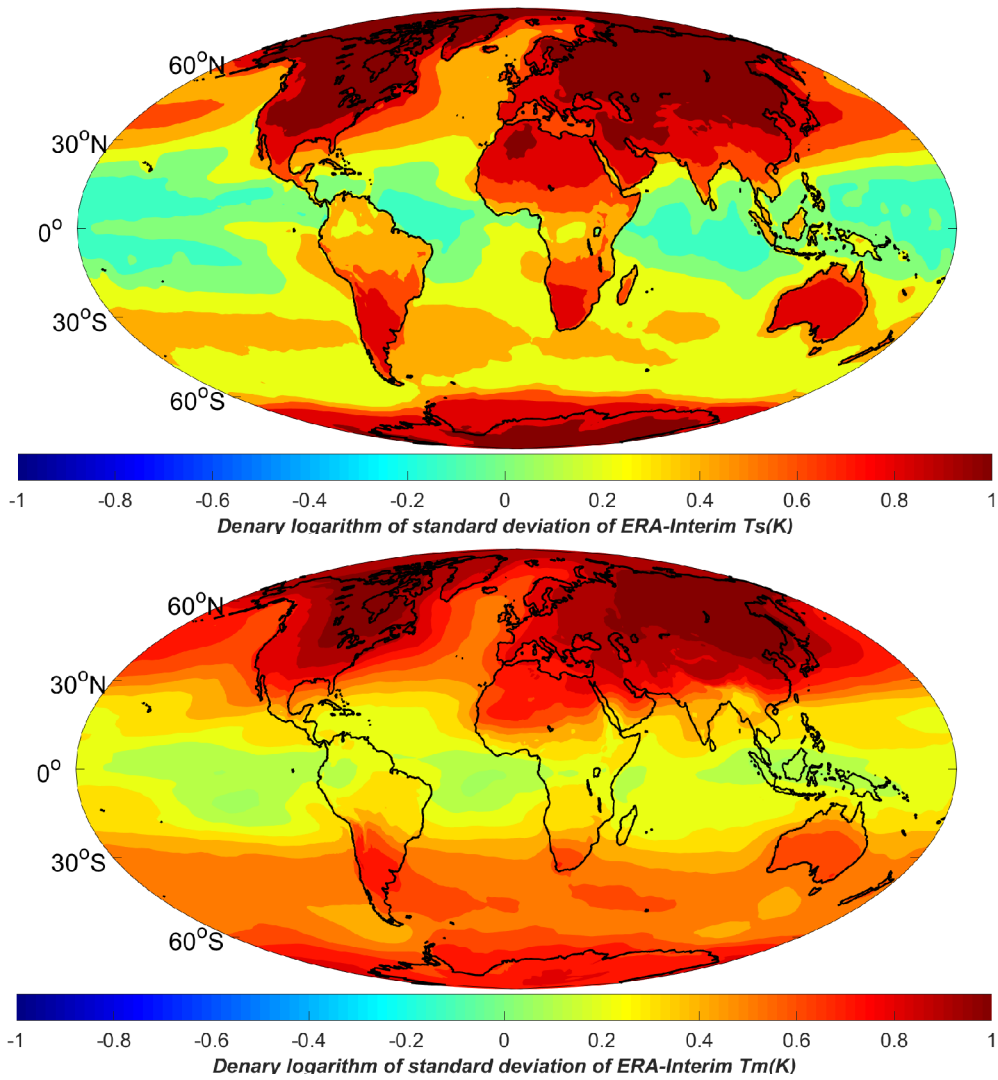 60°N
30°N
0°
30°S
60°S
-1 -0.8 -0.6 -0.4 -0.2 0 0.2 0.4 0.6 0.8 1
Denary logarithm of standard deviation of ERA-Interim Ts(K)
60°N
30°N
0°
30°S
60°S
-1 -0.8 -0.6 -0.4 -0.2 0 0.2 0.4 0.6 0.8 1
Denary logarithm of standard deviation of ERA-Interim Tm(K)